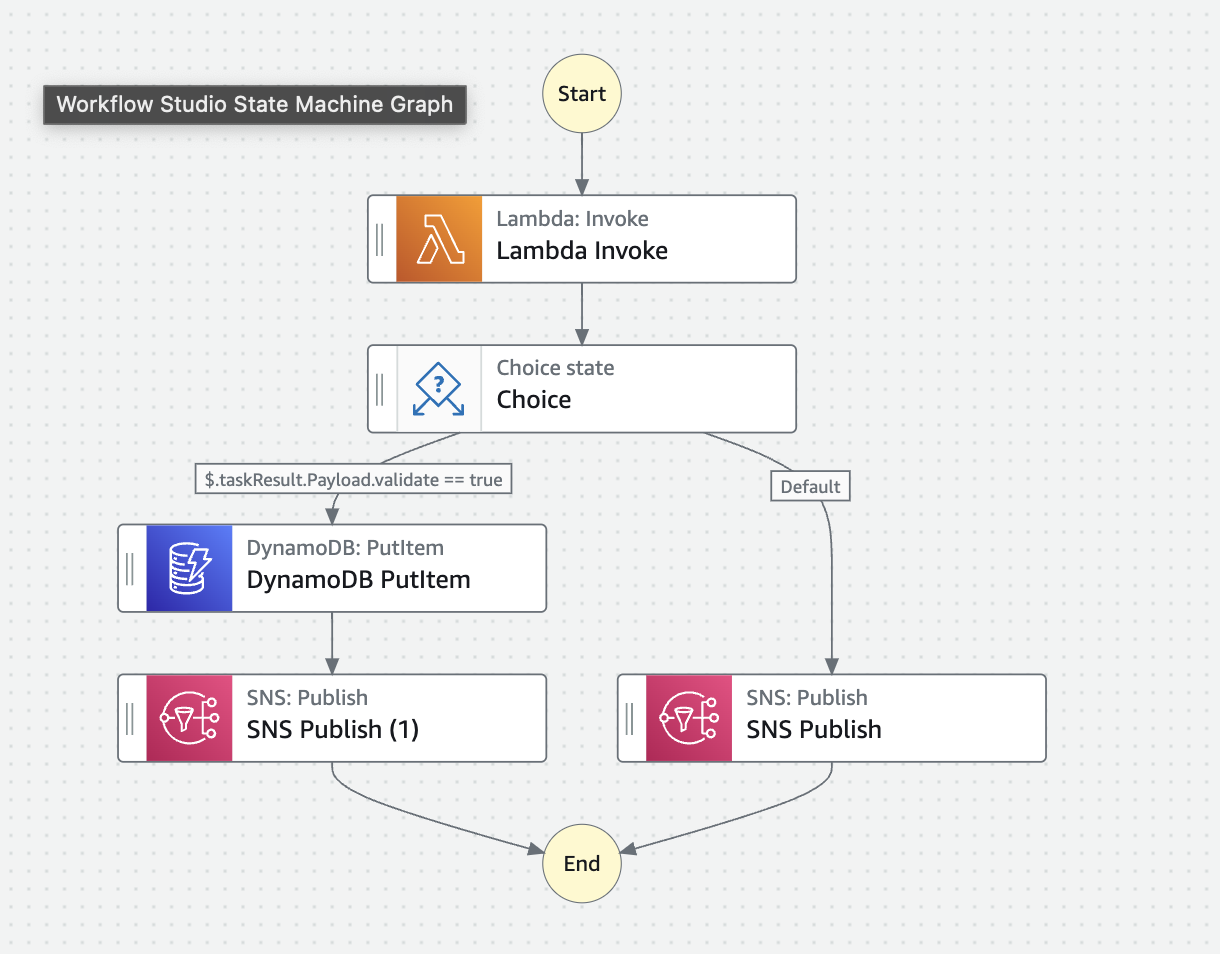 Start
Workflow Studio State Machine Graph
Lambda: Invoke
Lambda Invoke
Choice state
?
Choice
$.taskResult.Payload.validate == true
Default
DynamoDB: PutItem
DynamoDB PutItem
SNS: Publish
SNS Publish (1)
SNS: Publish
SNS Publish
End